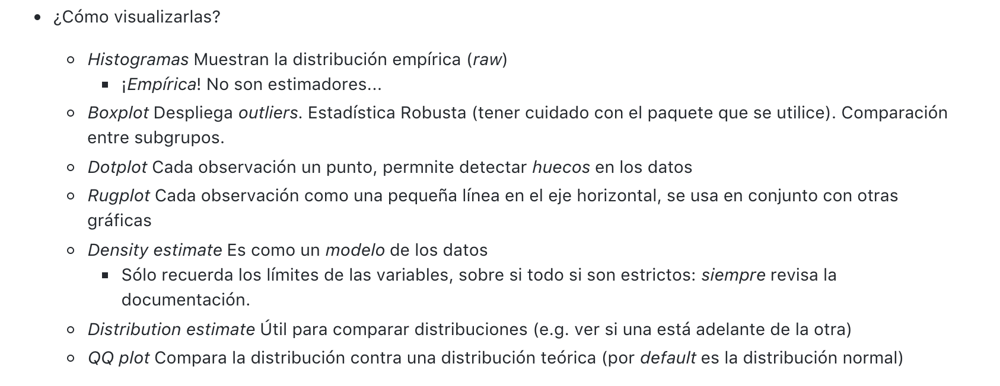 • ¿Cómo visualizarlas?
◦ Histogramas Muestran la distribución empírica (raw)
▪ ¡Empírica! No son estimadores...
◦ Boxplot Despliega outliers. Estadística Robusta (tener cuidado con el paquete que se utilice). Comparación
entre subgrupos.
◦ Dotplot Cada observación un punto, permnite detectar huecos en los datos
◦ Rugplot Cada observación como una pequeña línea en el eje horizontal, se usa en conjunto con otras
gráficas
◦ Density estimate Es como un modelo de los datos
▪ Sólo recuerda los límites de las variables, sobre si todo si son estrictos: siempre revisa la
documentación.
◦ Distribution estimate Útil para comparar distribuciones (e.g. ver si una está adelante de la otra)
◦ QQ plot Compara la distribución contra una distribución teórica (por default es la distribución normal)